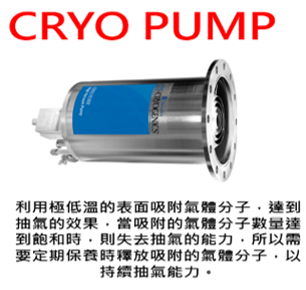 CRYO PUMP
CRYOGENICS
利用極低溫的表面吸附氣體分子，達到
抽氣的效果，當吸附的氣體分子數量達
到飽和時，則失去抽氣的能力，所以需
要定期保養時釋放吸附的氣體分子，以
持續抽氣能力。